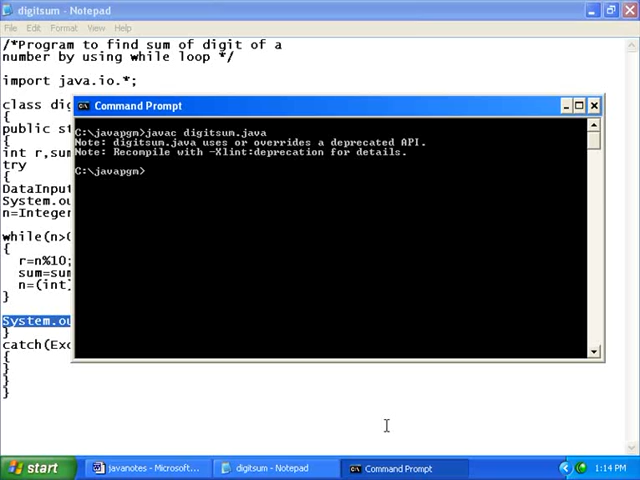 digitsum - Notepad
File Edit Format View Help
/*Program to find sum of digit of a
number by using while loop */
import java.io.*;
class dig
{
public st
int r,sum
try
{
DataInput
System.ou
n=Integer
while(n>0
{
r=n%10;
sum=sum
n=(int)
}
System.ou
}
catch(Exc
{
}
}
}
Command Prompt
C:\javapgm>javac digitsum.java
Note: digitsum.java uses or overrides a deprecated API.
Note: Recompile with -Xlint:deprecation for details.
C:\javapgm>
start javanotes - Microsoft... digitsum - Notepad Command Prompt 1:14 PM